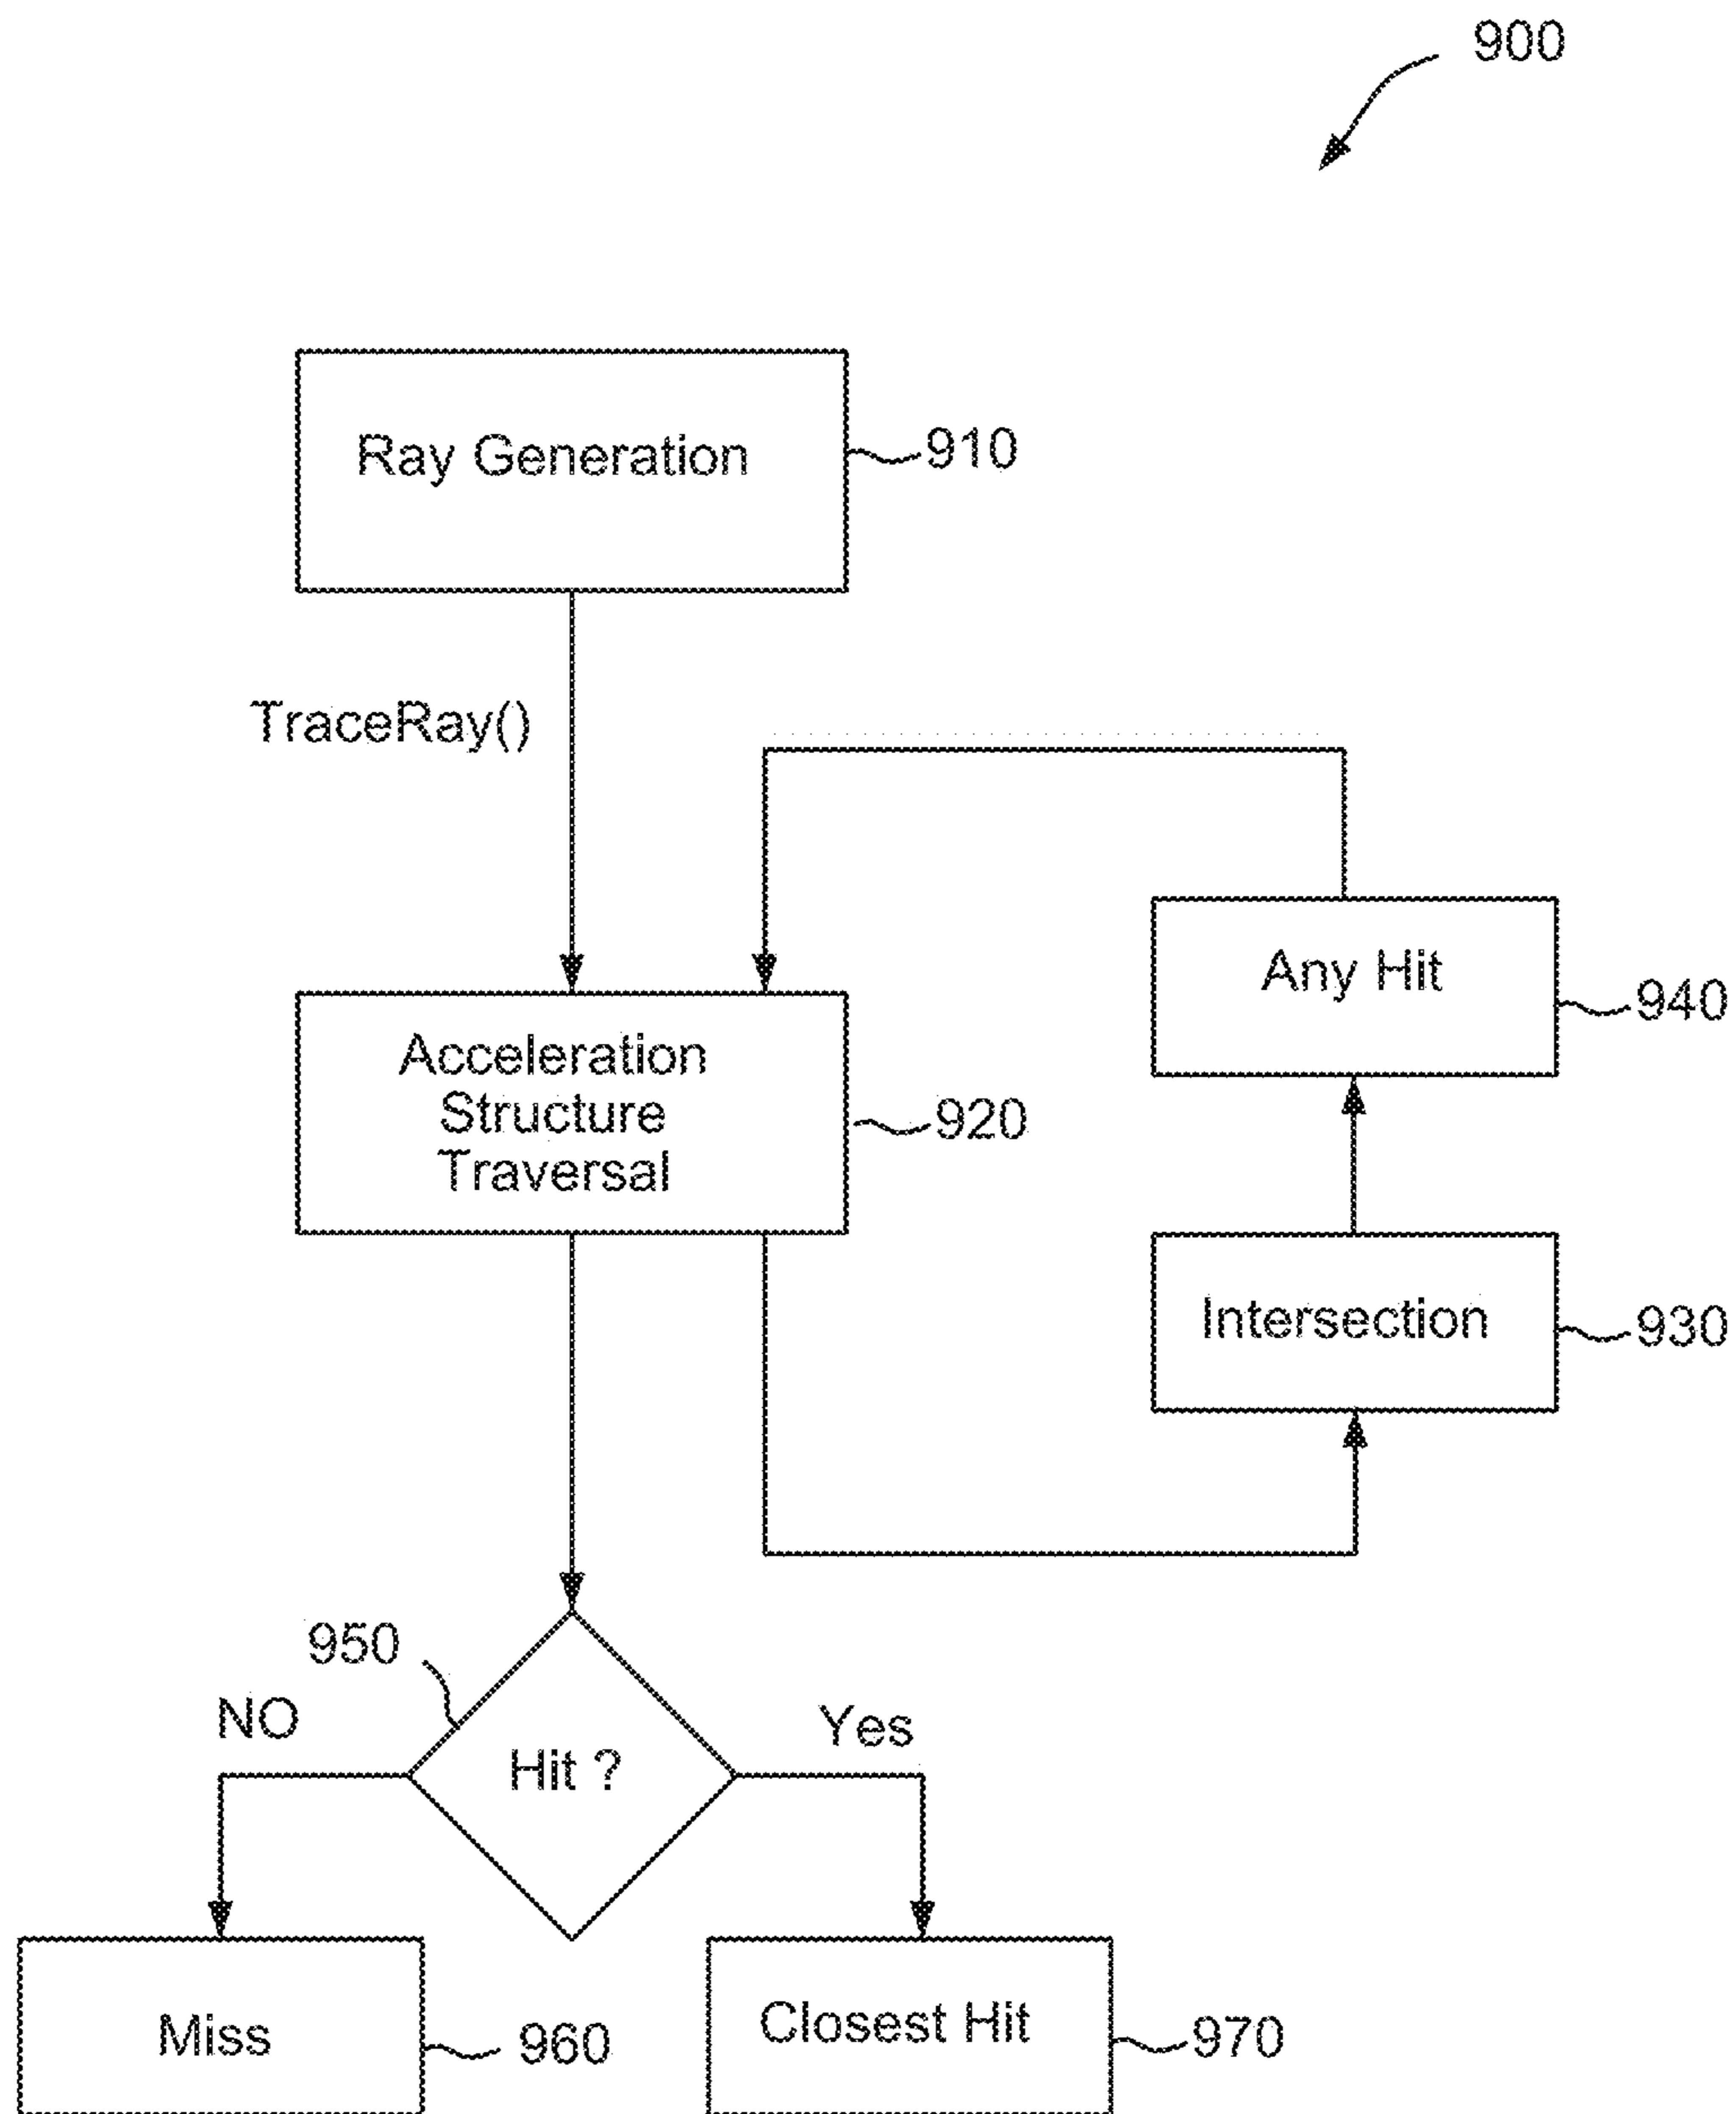 900
Ray Generation
910
TraceRay()
Any Hit
940
Acceleration
Structure
Traversal
920
Intersection
930
950
NO
Yes
Hit ?
Miss
960
Closest Hit
970